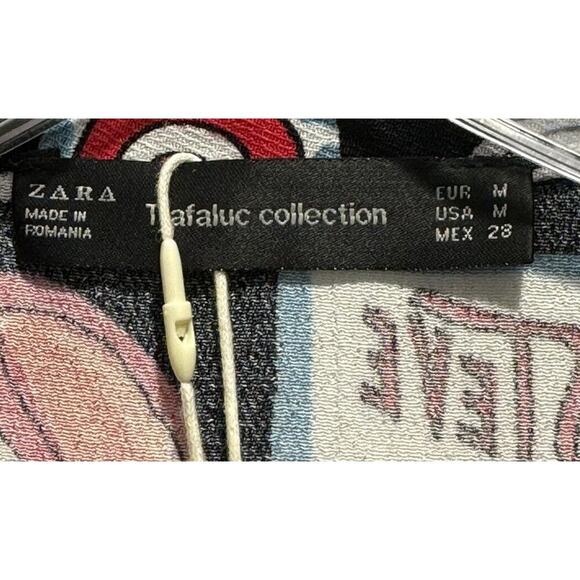 ZARA
MADE IN
ROMANIA
Trafaluc collection
EUR M
USA M
MEX 28